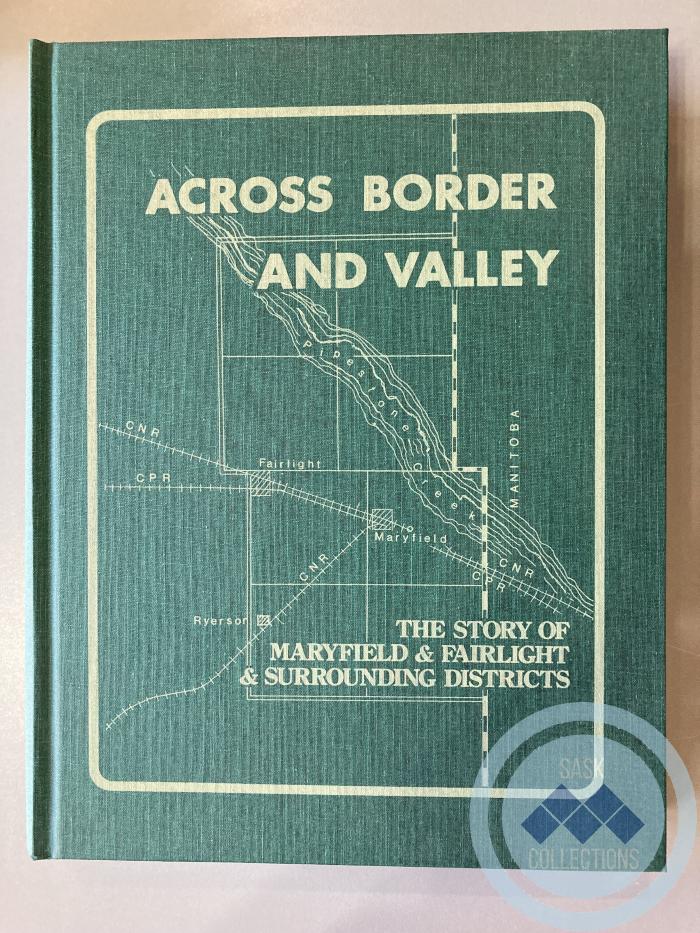 ACROSS BORDER
AND VALLEY
Pipestone Creek
CNR
MANITOBA
Fairlight
CPR
Maryfield
CNR
CNR
CPR
Ryerson
THE STORY OF
MARYFIELD & FAIRLIGHT
& SURROUNDING DISTRICTS
SASK
COLLECTIONS